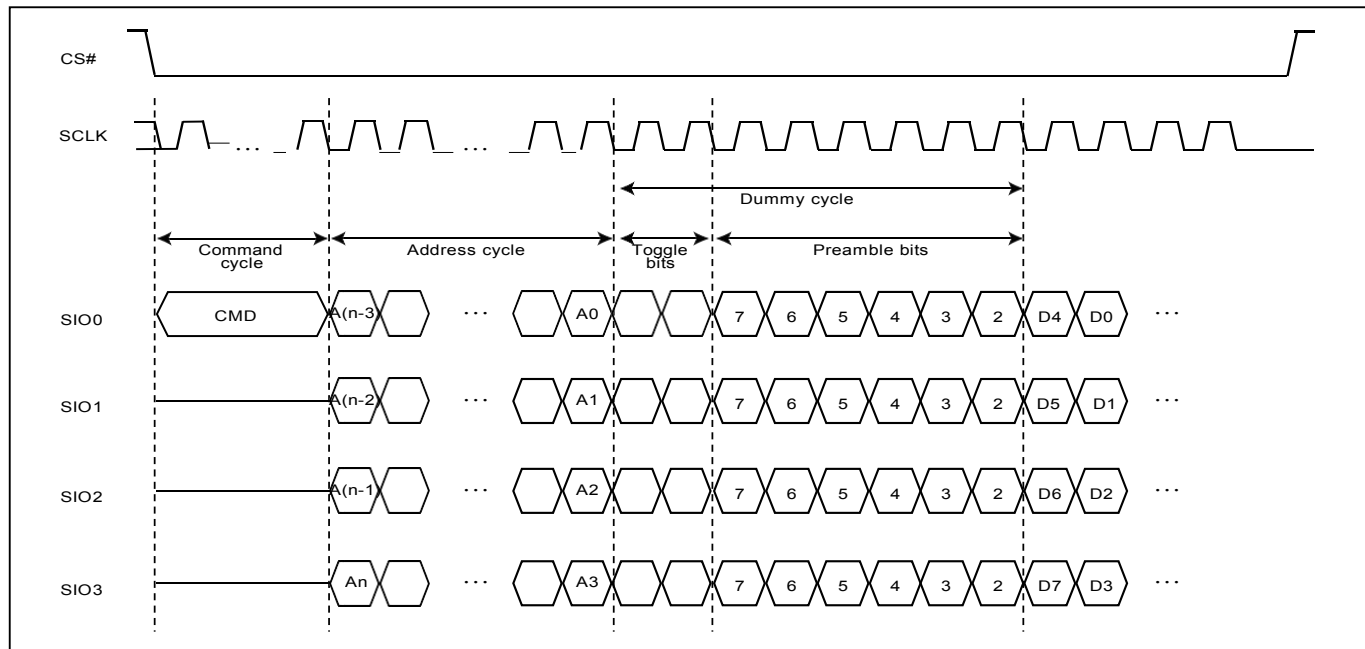 CS#
SCLK
Dummy cycle
Command cycle
Address cycle
Toggle bits
Preamble bits
SIO0 CMD A(n-3) ... A0 7 6 5 4 3 2 D4 D0 ...
SIO1 A(n-2) ... A1 7 6 5 4 3 2 D5 D1 ...
SIO2 A(n-1) ... A2 7 6 5 4 3 2 D6 D2 ...
SIO3 An ... A3 7 6 5 4 3 2 D7 D3 ...